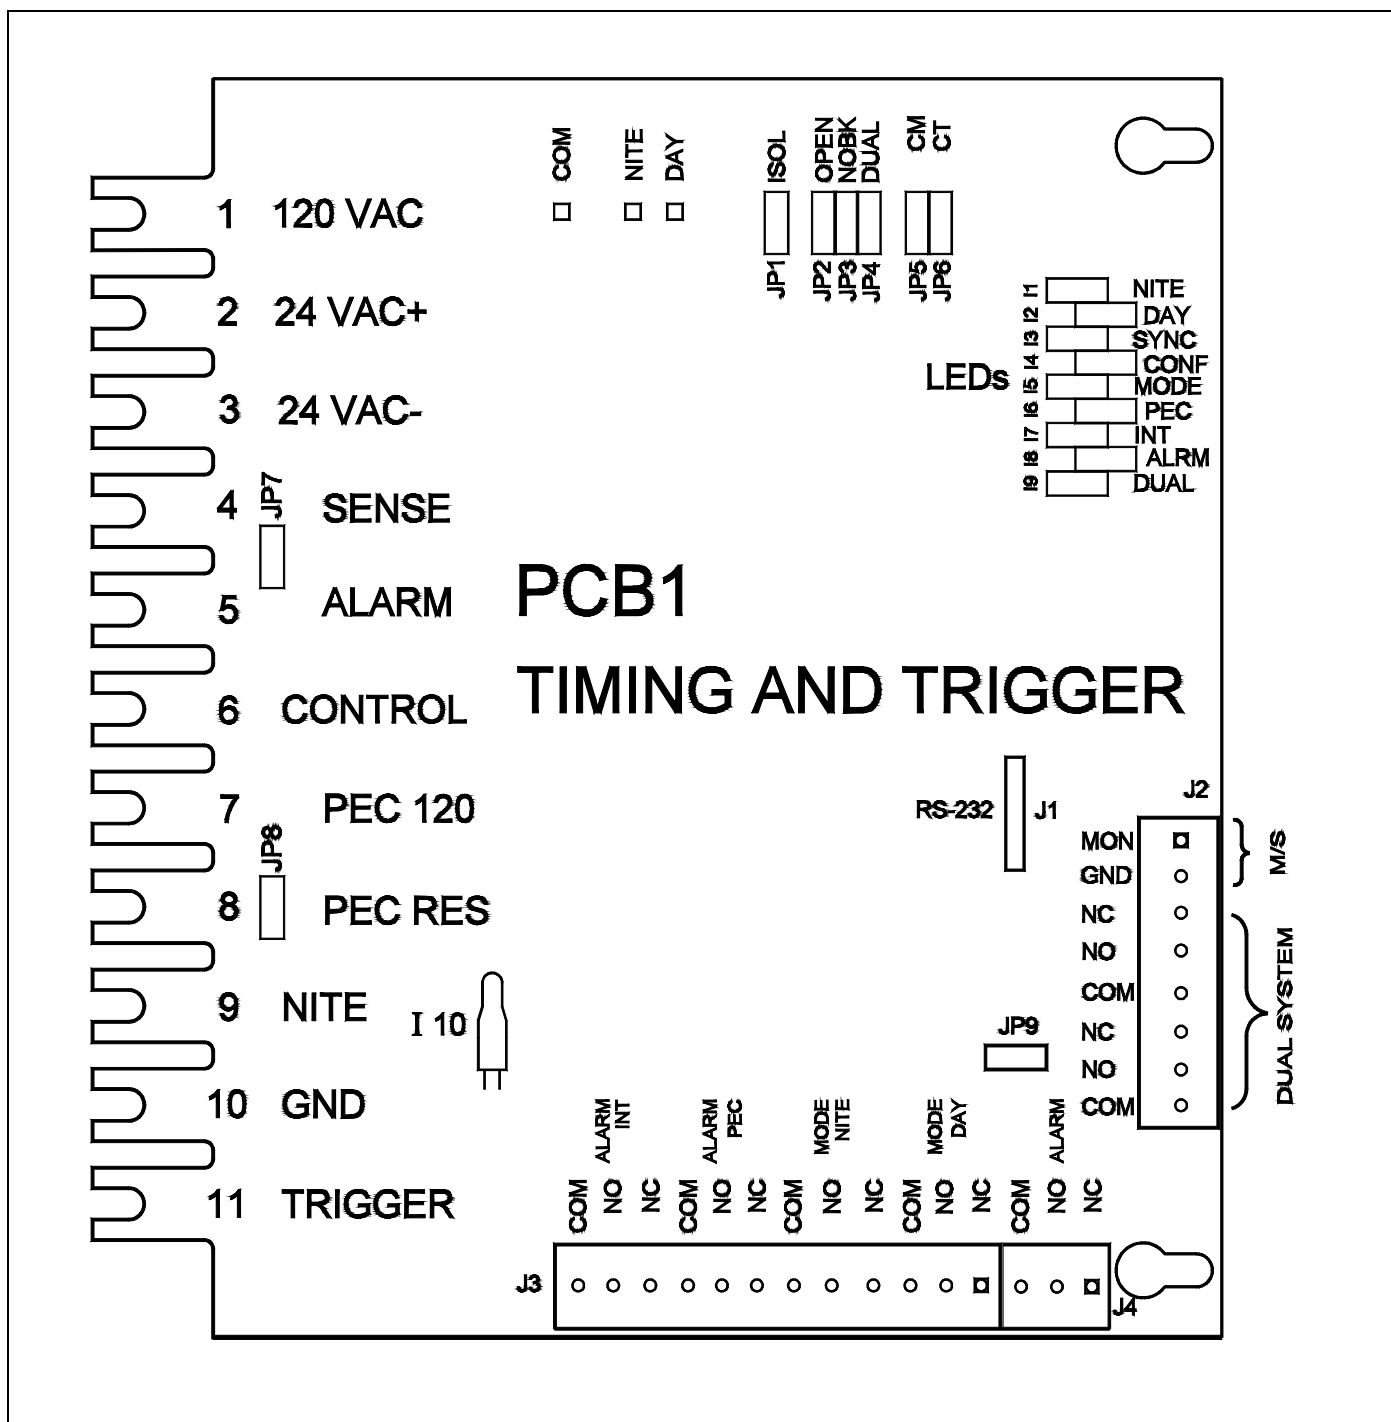 COM
NITE
DAY
ISOL
OPEN
NOBK
DUAL
CM
CT
JP1
JP2
JP3
JP4
JP5
JP6
1 120 VAC
2 24 VAC+
3 24 VAC-
4 SENSE
JP7
5 ALARM
6 CONTROL
7 PEC 120
JP8
8 PEC RES
9 NITE
10 GND
11 TRIGGER
LEDs
I1 NITE
I2 DAY
I3 SYNC
I4 CONF
I5 MODE
I6 PEC
I7 INT
I8 ALRM
I9 DUAL
PCB1
TIMING AND TRIGGER
RS-232
J1
J2
MON
GND
NC
NO
COM
NC
NO
COM
M/S
DUAL SYSTEM
I 10
JP9
ALARM
INT
ALARM
PEC
MODE
NITE
MODE
DAY
ALARM
COM
NO
NC
COM
NO
NC
COM
NO
NC
COM
NO
NC
COM
NO
NC
J3
J4